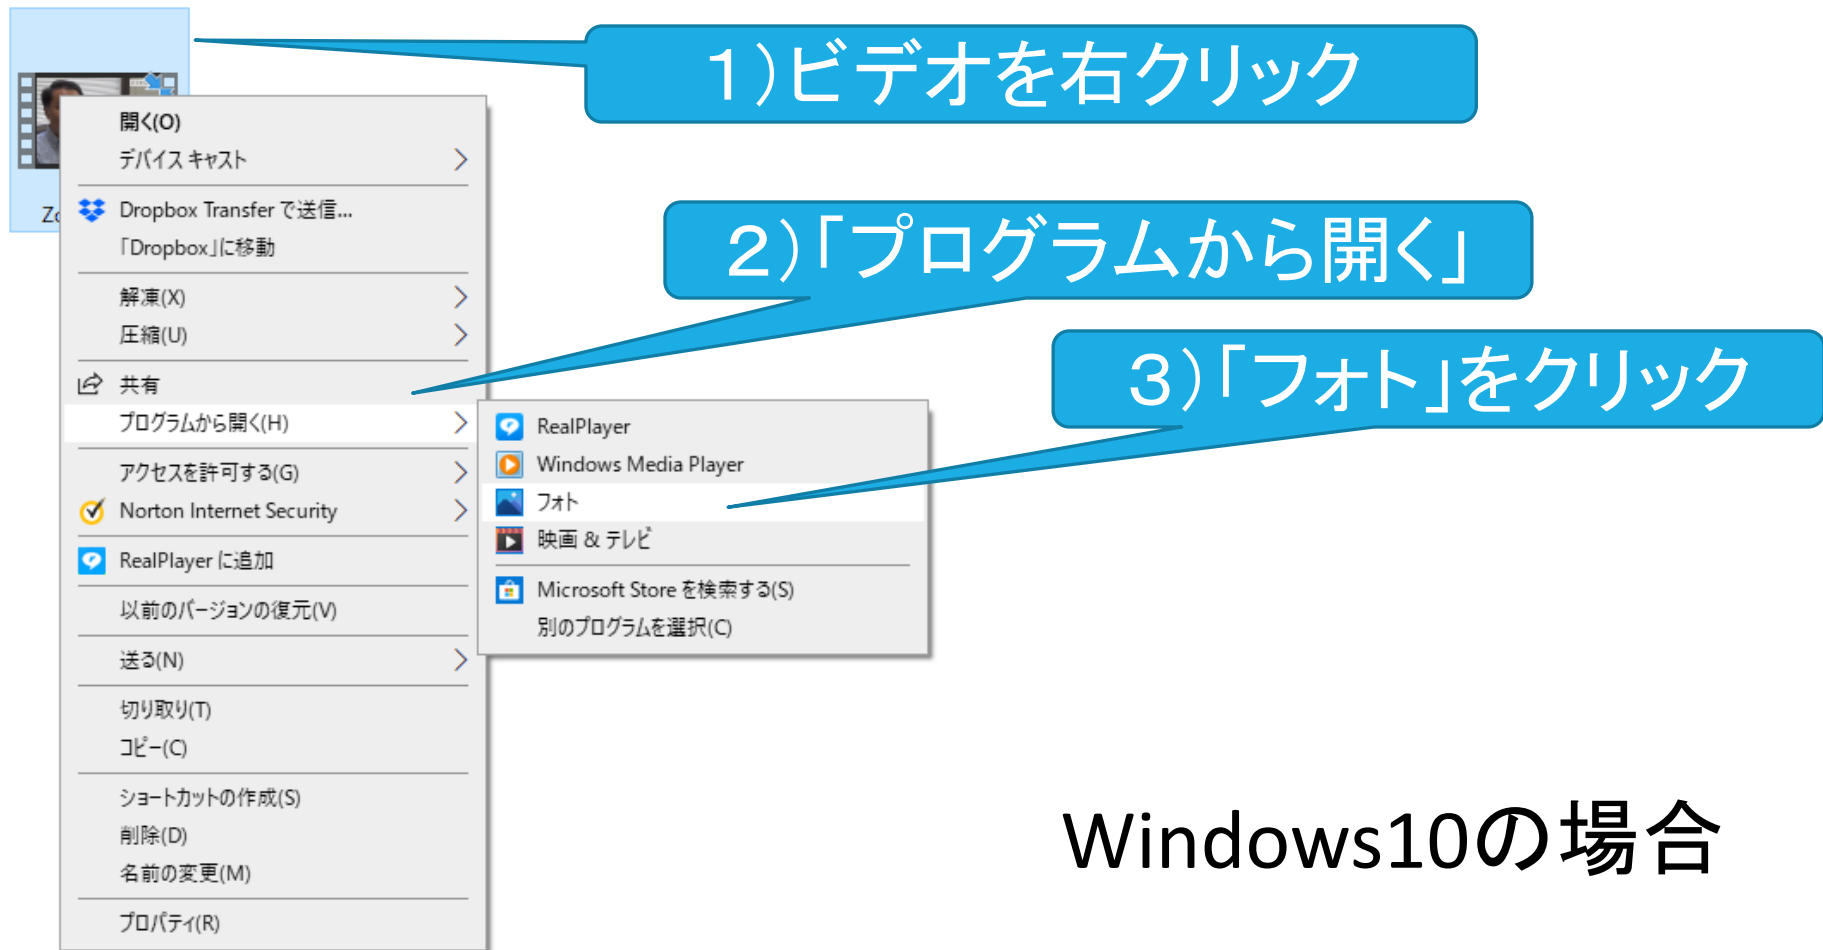 1)ビデオを右クリック
開く(O)
デバイス キャスト
Dropbox Transfer で送信...
「Dropbox」に移動
解凍(X)
圧縮(U)
共有
プログラムから開く(H)
アクセスを許可する(G)
Norton Internet Security
RealPlayer に追加
以前のバージョンの復元(V)
送る(N)
切り取り(T)
コピー(C)
ショートカットの作成(S)
削除(D)
名前の変更(M)
プロパティ(R)
2)「プログラムから開く」
3)「フォト」をクリック
RealPlayer
Windows Media Player
フォト
映画 & テレビ
Microsoft Store を検索する(S)
別のプログラムを選択(C)
Windows10の場合